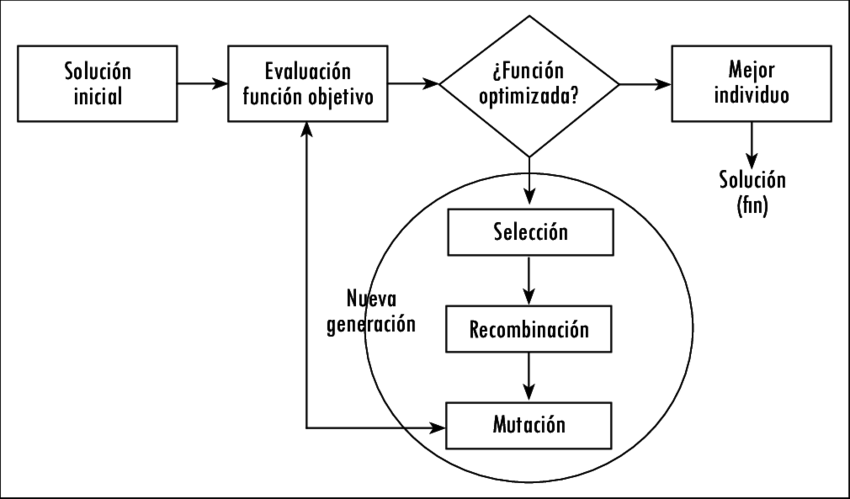 Solución
inicial
Evaluación
función objetivo
¿Función
optimizada?
Mejor
individuo
Solución
(fin)
Selección
Nueva
generación
Recombinación
Mutación